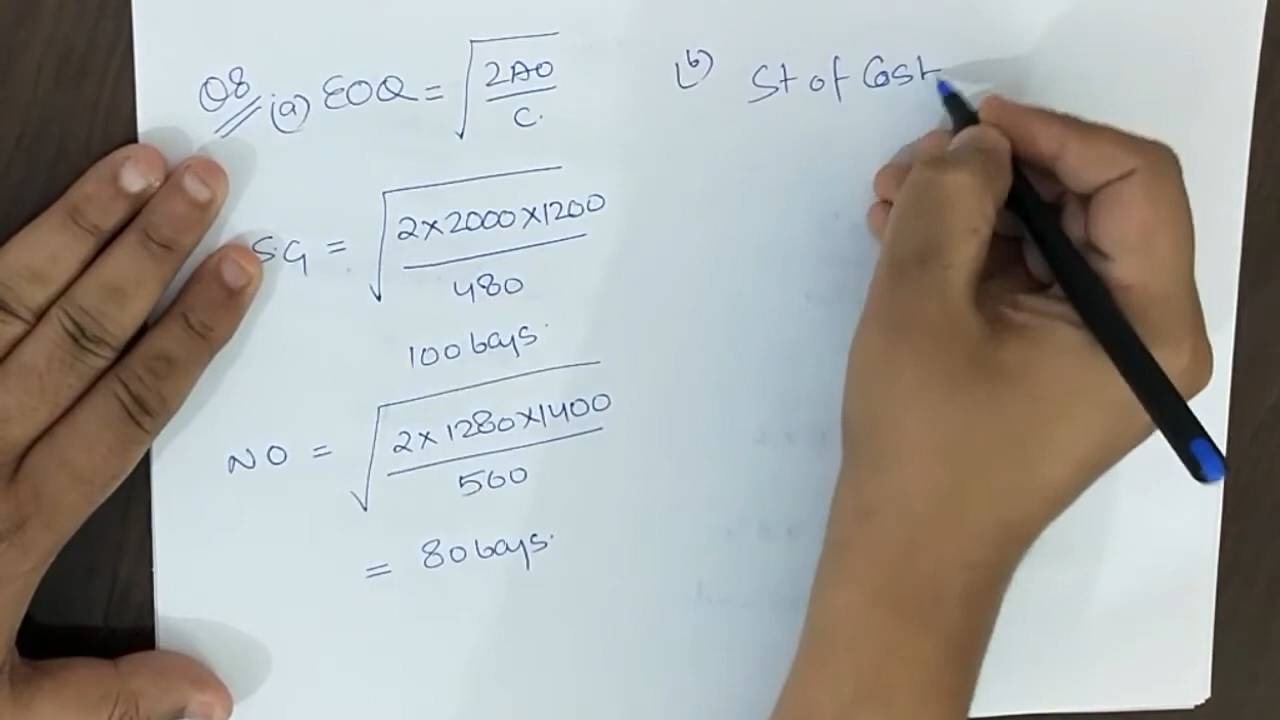 Q8 (a) EOQ = √2AO
C.
SG = √2×2000×1200
480
100 bags.
NO = √2×1280×1400
560
= 80 bags.
(b) St of Cost